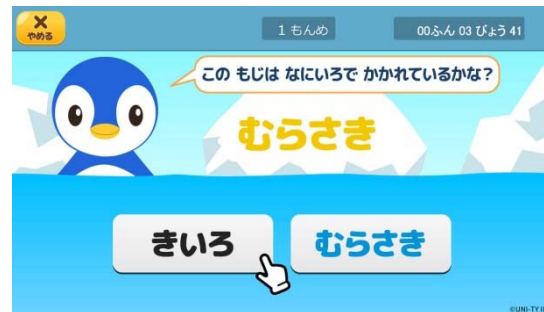 やめる
1 もんめ
00ふん 03 びょう 41
この もじは なにいろで かかれているかな?
むらさき
きいろ
むらさき